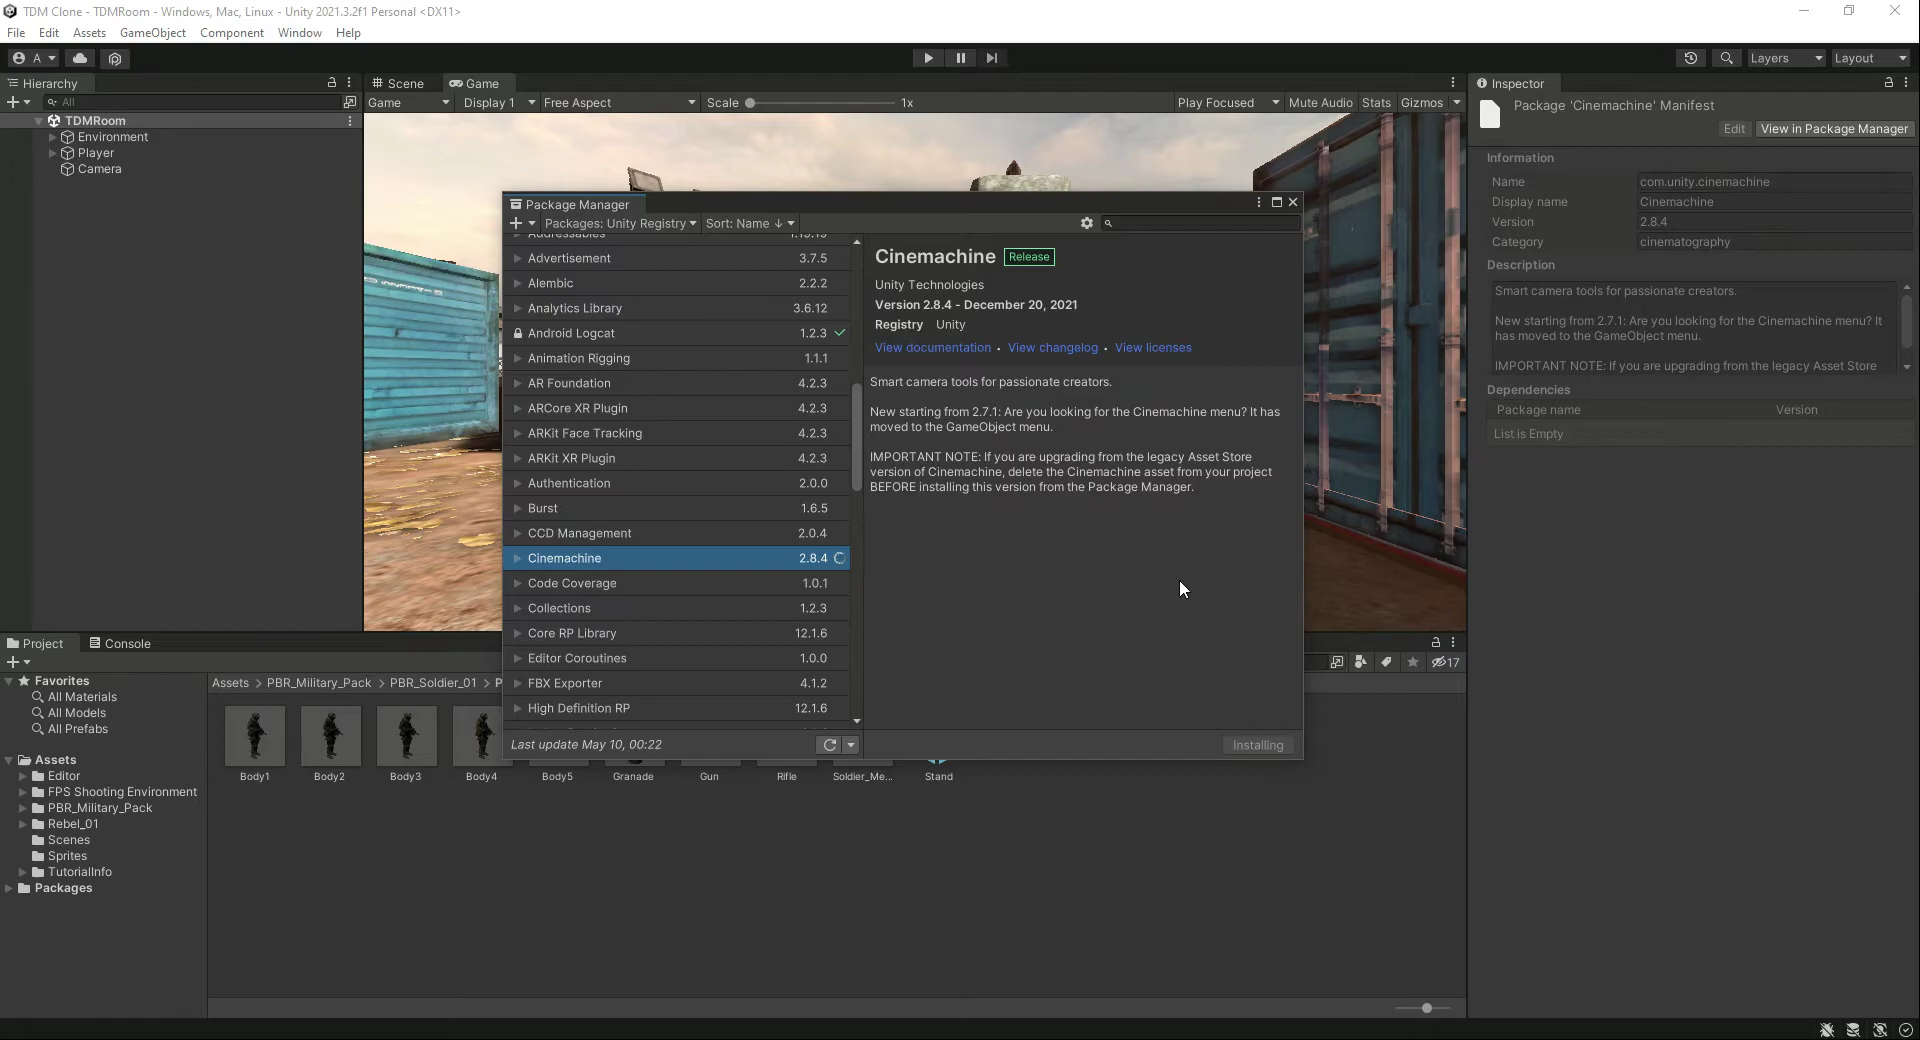 TDM Clone - TDMRoom - Windows, Mac, Linux - Unity 2021.3.2f1 Personal <DX11>
File Edit Assets GameObject Component Window Help
A
Layers
Layout
Hierarchy
All
TDMRoom
Environment
Player
Camera
Scene
Game
Game
Display 1
Free Aspect
Scale
1x
Play Focused
Mute Audio
Stats
Gizmos
Package Manager
Packages: Unity Registry
Sort: Name ↓
Advertisement 3.7.5
Alembic 2.2.2
Analytics Library 3.6.12
Android Logcat 1.2.3
Animation Rigging 1.1.1
AR Foundation 4.2.3
ARCore XR Plugin 4.2.3
ARKit Face Tracking 4.2.3
ARKit XR Plugin 4.2.3
Authentication 2.0.0
Burst 1.6.5
CCD Management 2.0.4
Cinemachine 2.8.4
Code Coverage 1.0.1
Collections 1.2.3
Core RP Library 12.1.6
Editor Coroutines 1.0.0
FBX Exporter 4.1.2
High Definition RP 12.1.6
Last update May 10, 00:22
Cinemachine Release
Unity Technologies
Version 2.8.4 - December 20, 2021
Registry Unity
View documentation • View changelog • View licenses
Smart camera tools for passionate creators.
New starting from 2.7.1: Are you looking for the Cinemachine menu? It has
moved to the GameObject menu.
IMPORTANT NOTE: If you are upgrading from the legacy Asset Store
version of Cinemachine, delete the Cinemachine asset from your project
BEFORE installing this version from the Package Manager.
Installing
Inspector
Package 'Cinemachine' Manifest
Edit
View in Package Manager
Information
Name com.unity.cinemachine
Display name Cinemachine
Version 2.8.4
Category cinematography
Description
Smart camera tools for passionate creators.
New starting from 2.7.1: Are you looking for the Cinemachine menu? It
has moved to the GameObject menu.
IMPORTANT NOTE: If you are upgrading from the legacy Asset Store
Dependencies
Package name Version
List is Empty
Project
Console
17
Favorites
All Materials
All Models
All Prefabs
Assets
Editor
FPS Shooting Environment
PBR_Military_Pack
Rebel_01
Scenes
Sprites
TutorialInfo
Packages
Assets > PBR_Military_Pack > PBR_Soldier_01 > P
Body1
Body2
Body3
Body4
Body5
Granade
Gun
Rifle
Soldier_Me...
Stand